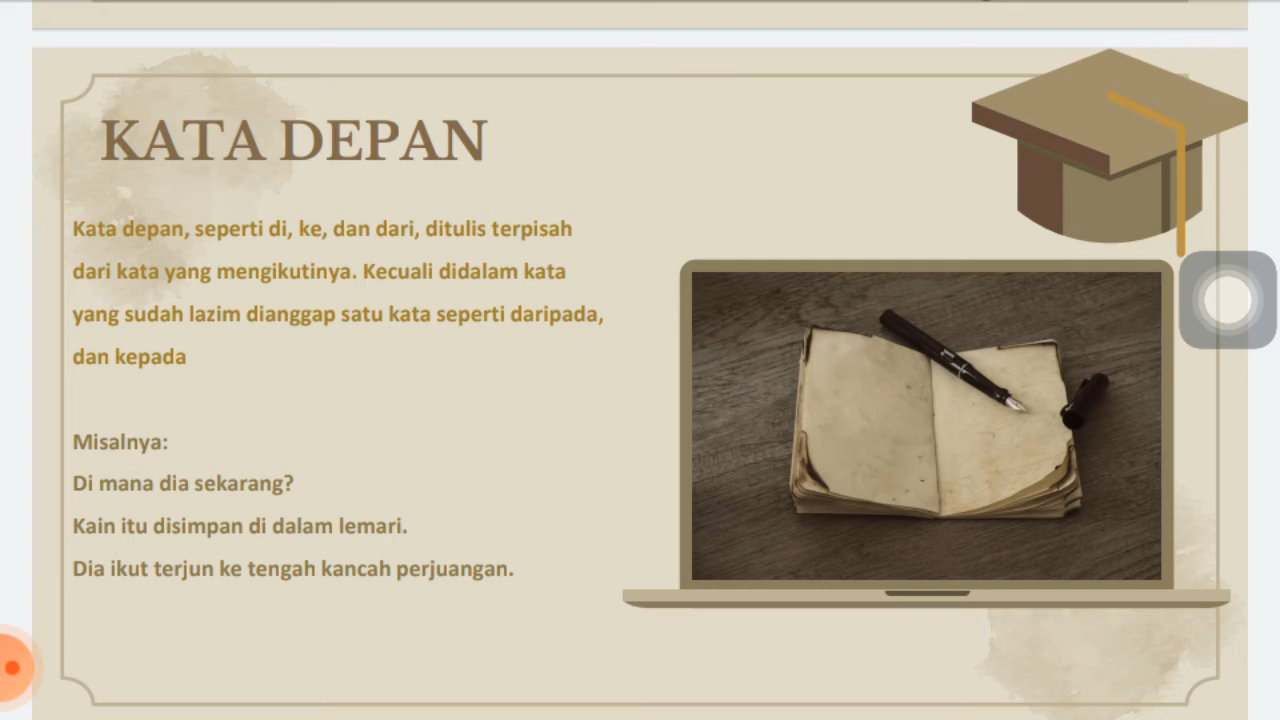 KATA DEPAN
Kata depan, seperti di, ke, dan dari, ditulis terpisah
dari kata yang mengikutinya. Kecuali didalam kata
yang sudah lazim dianggap satu kata seperti daripada,
dan kepada
Misalnya:
Di mana dia sekarang?
Kain itu disimpan di dalam lemari.
Dia ikut terjun ke tengah kancah perjuangan.